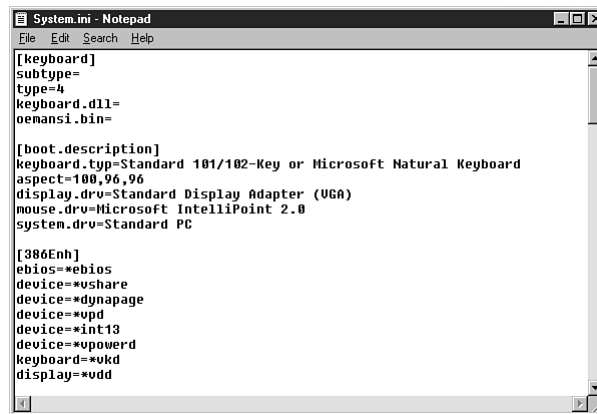 System.ini - Notepad
File Edit Search Help
[keyboard]
subtype=
type=4
keyboard.dll=
oemansi.bin=
[boot.description]
keyboard.typ=Standard 101/102-Key or Microsoft Natural Keyboard
aspect=100,96,96
display.drv=Standard Display Adapter (VGA)
mouse.drv=Microsoft IntelliPoint 2.0
system.drv=Standard PC
[386Enh]
ebios=*ebios
device=*vshare
device=*dynapage
device=*vpd
device=*int13
device=*vpowerd
keyboard=*vkd
display=*vdd